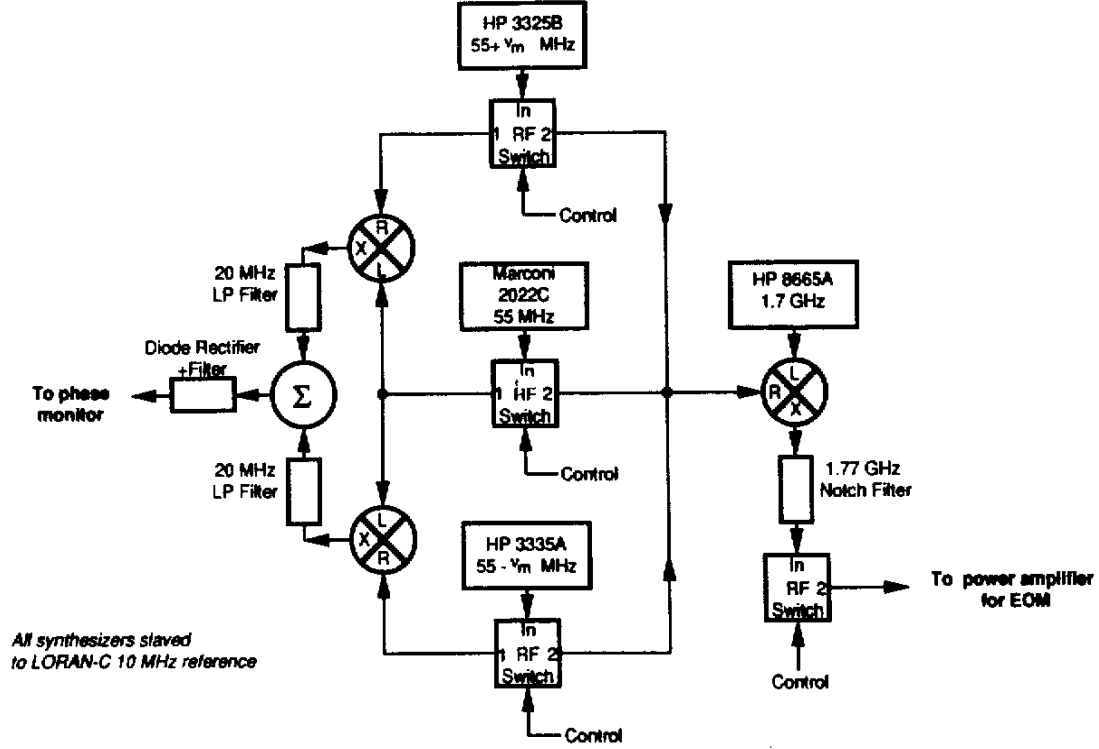 HP 3325B
55+ νm MHz
In
1 RF 2
Switch
Control
R
X
L
20 MHz
LP Filter
Marconi
2022C
55 MHz
In
1 RF 2
Switch
Control
HP 8665A
1.7 GHz
L
R
X
Diode Rectifier
+Filter
To phase
monitor
Σ
20 MHz
LP Filter
L
X
R
1.77 GHz
Notch Filter
HP 3335A
55 - νm MHz
In
1 RF 2
Switch
Control
In
RF 2
Switch
Control
To power amplifier
for EOM
All synthesizers slaved
to LORAN-C 10 MHz reference